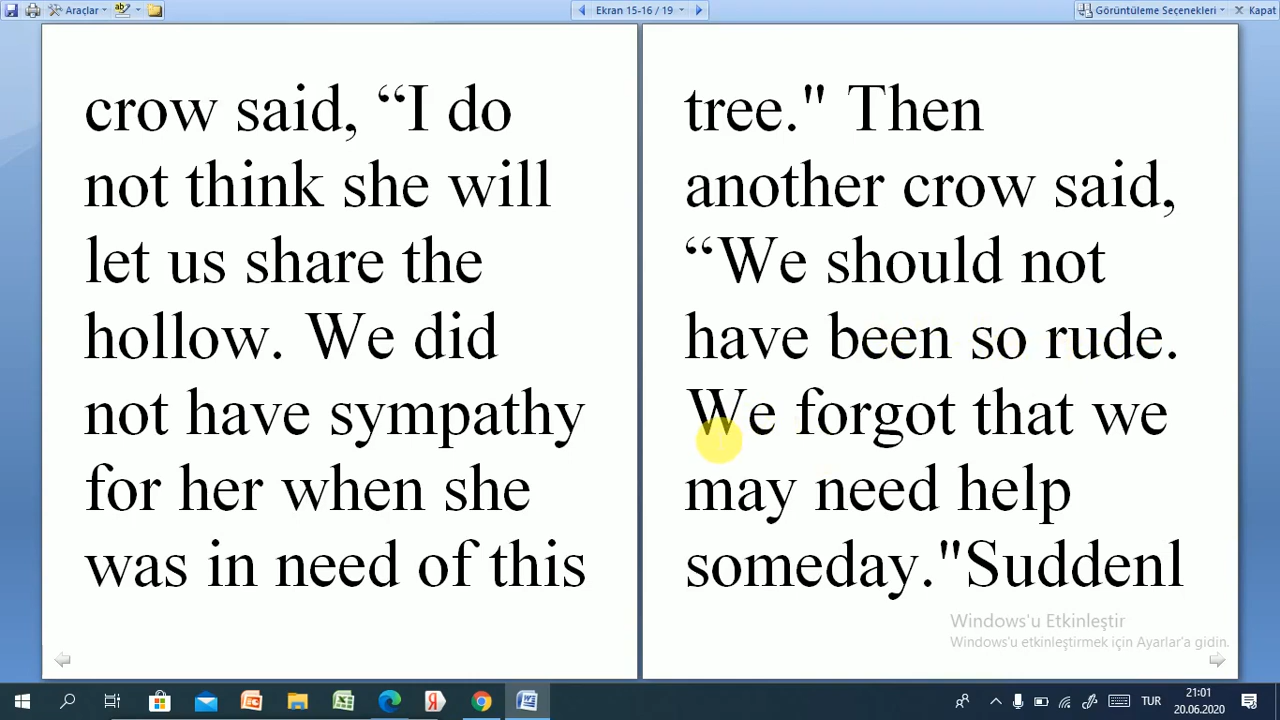 Araçlar
Ekran 15-16 / 19
Görüntüleme Seçenekleri
Kapat
crow said, “I do
not think she will
let us share the
hollow. We did
not have sympathy
for her when she
was in need of this
tree." Then
another crow said,
“We should not
have been so rude.
We forgot that we
may need help
someday."Suddenl
Windows'u Etkinleştir
Windows'u etkinleştirmek için Ayarlar'a gidin.
TUR
21:01
20.06.2020